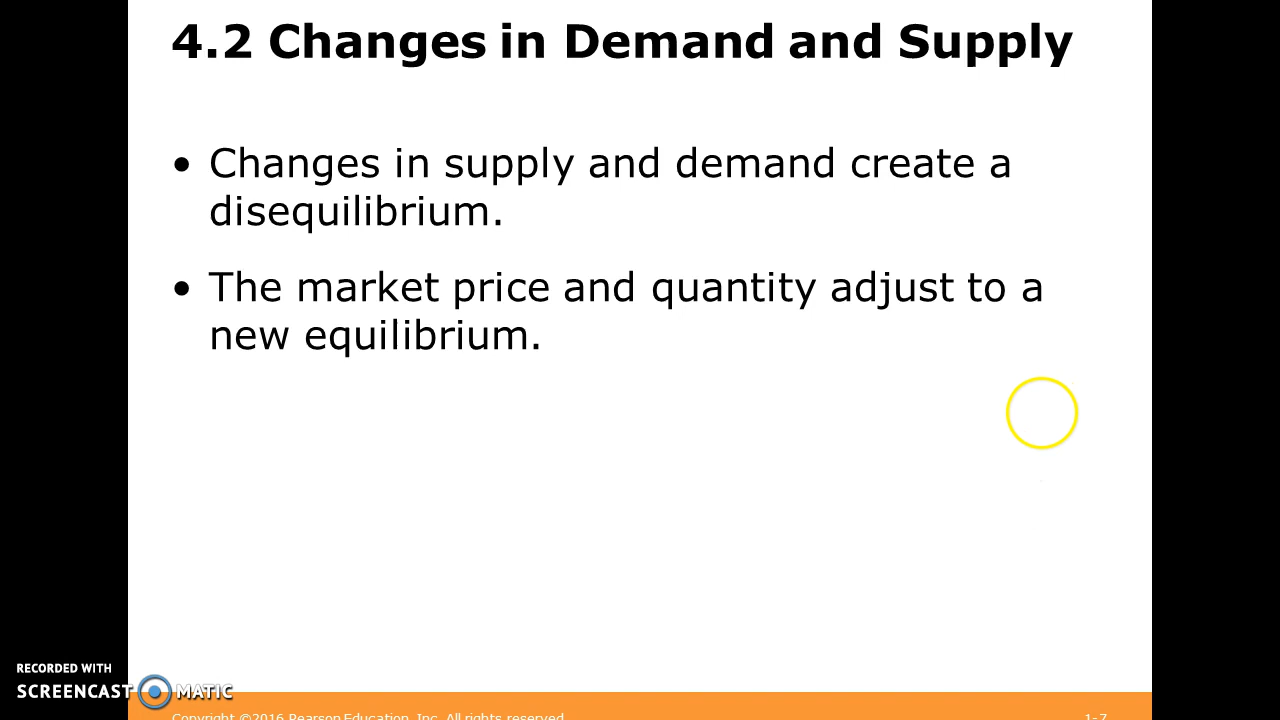 4.2 Changes in Demand and Supply
• Changes in supply and demand create a
disequilibrium.
• The market price and quantity adjust to a
new equilibrium.
RECORDED WITH
SCREENCAST MATIC
Copyright ©2016 Pearson Education, Inc. All rights reserved.
1-7